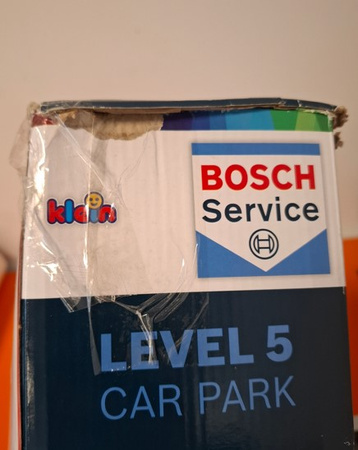 klein
BOSCH
Service
LEVEL 5
CAR PARK